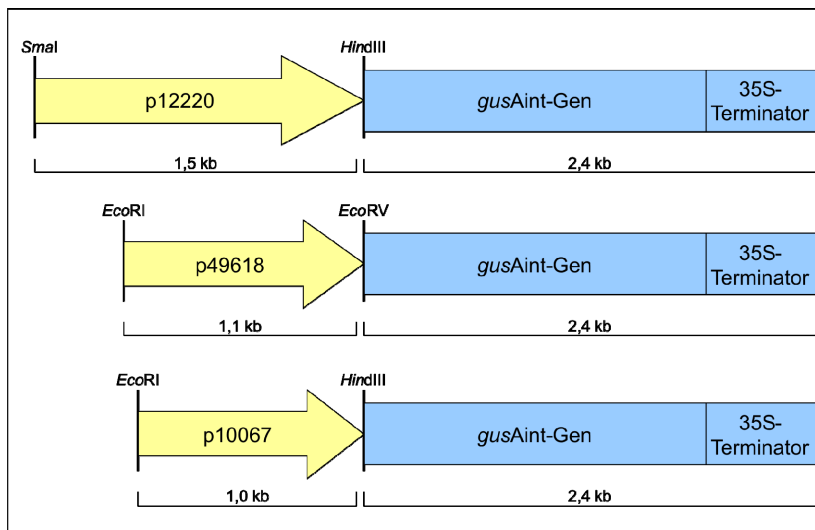 SmaI
HindIII
p12220
gusAint-Gen
35S-
Terminator
1,5 kb
2,4 kb
EcoRI
EcoRV
p49618
gusAint-Gen
35S-
Terminator
1,1 kb
2,4 kb
EcoRI
HindIII
p10067
gusAint-Gen
35S-
Terminator
1,0 kb
2,4 kb